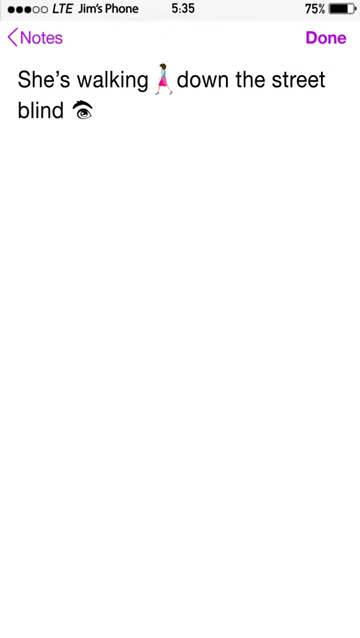 LTE Jim's Phone 5:35 75%
Notes Done
She's walking down the street
blind